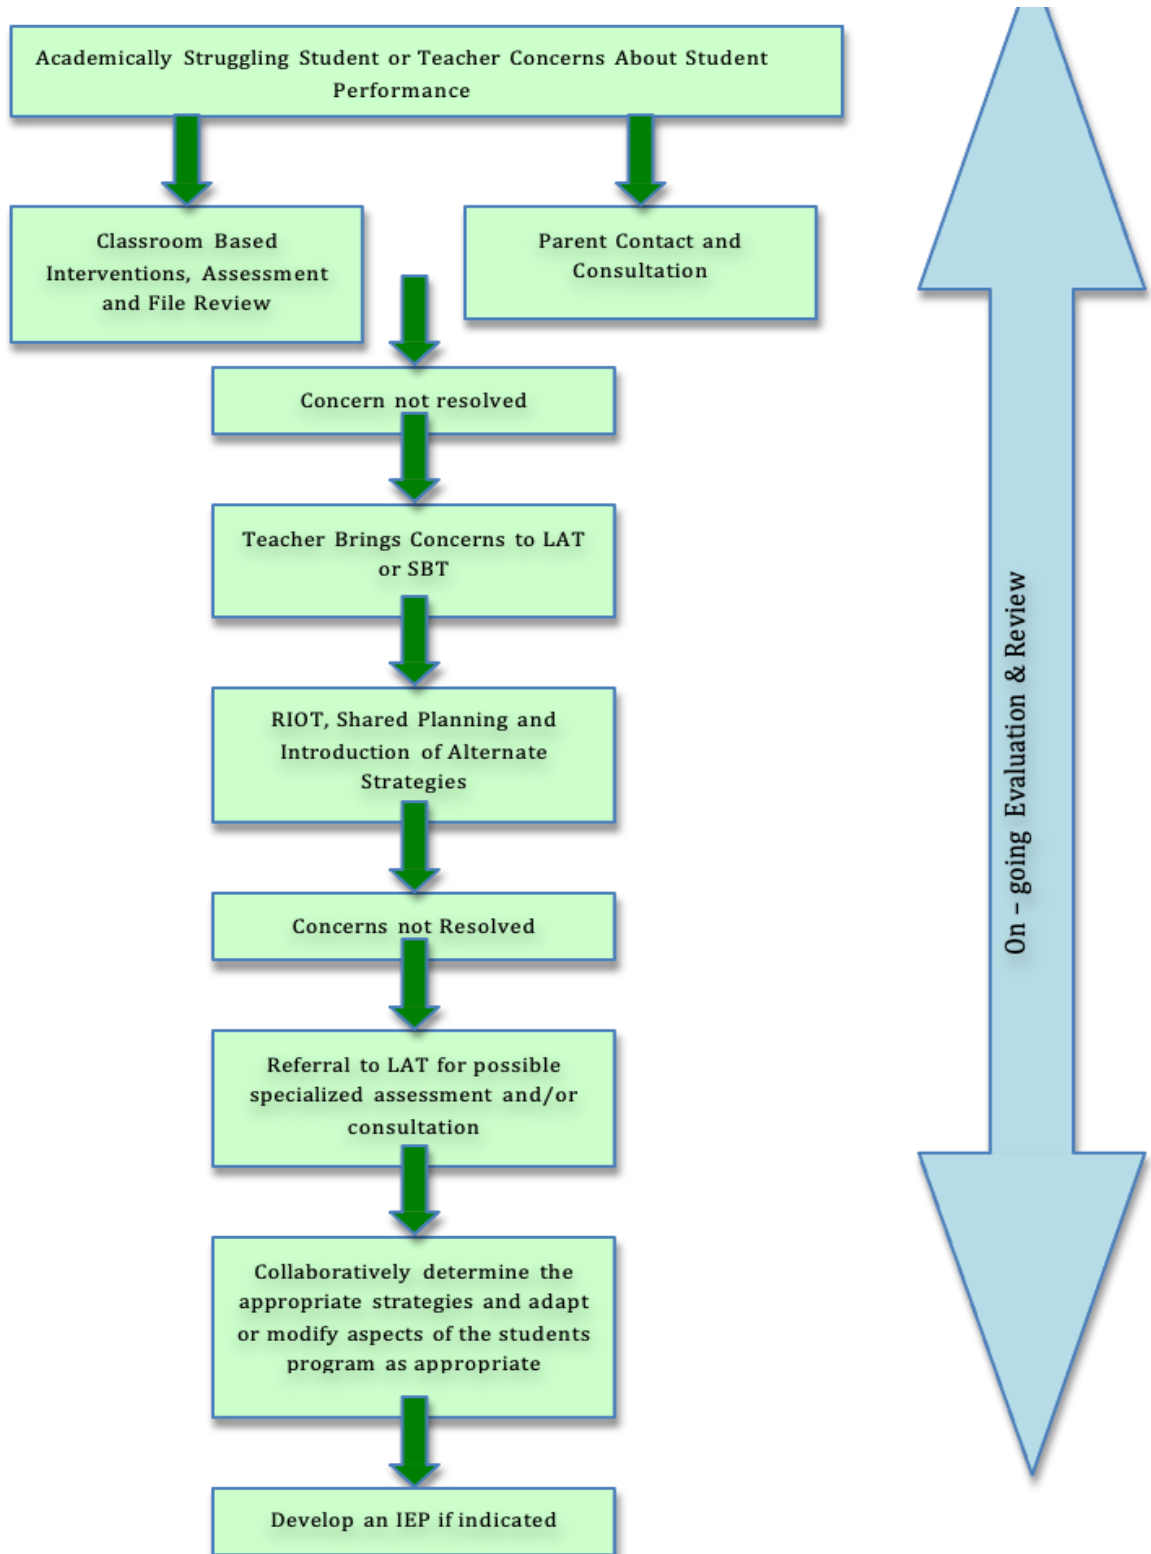 Academically Struggling Student or Teacher Concerns About Student
Performance
Classroom Based
Interventions, Assessment
and File Review
Parent Contact and
Consultation
Concern not resolved
Teacher Brings Concerns to LAT
or SBT
RIOT, Shared Planning and
Introduction of Alternate
Strategies
Concerns not Resolved
Referral to LAT for possible
specialized assessment and/or
consultation
Collaboratively determine the
appropriate strategies and adapt
or modify aspects of the students
program as appropriate
Develop an IEP if indicated
On – going Evaluation & Review